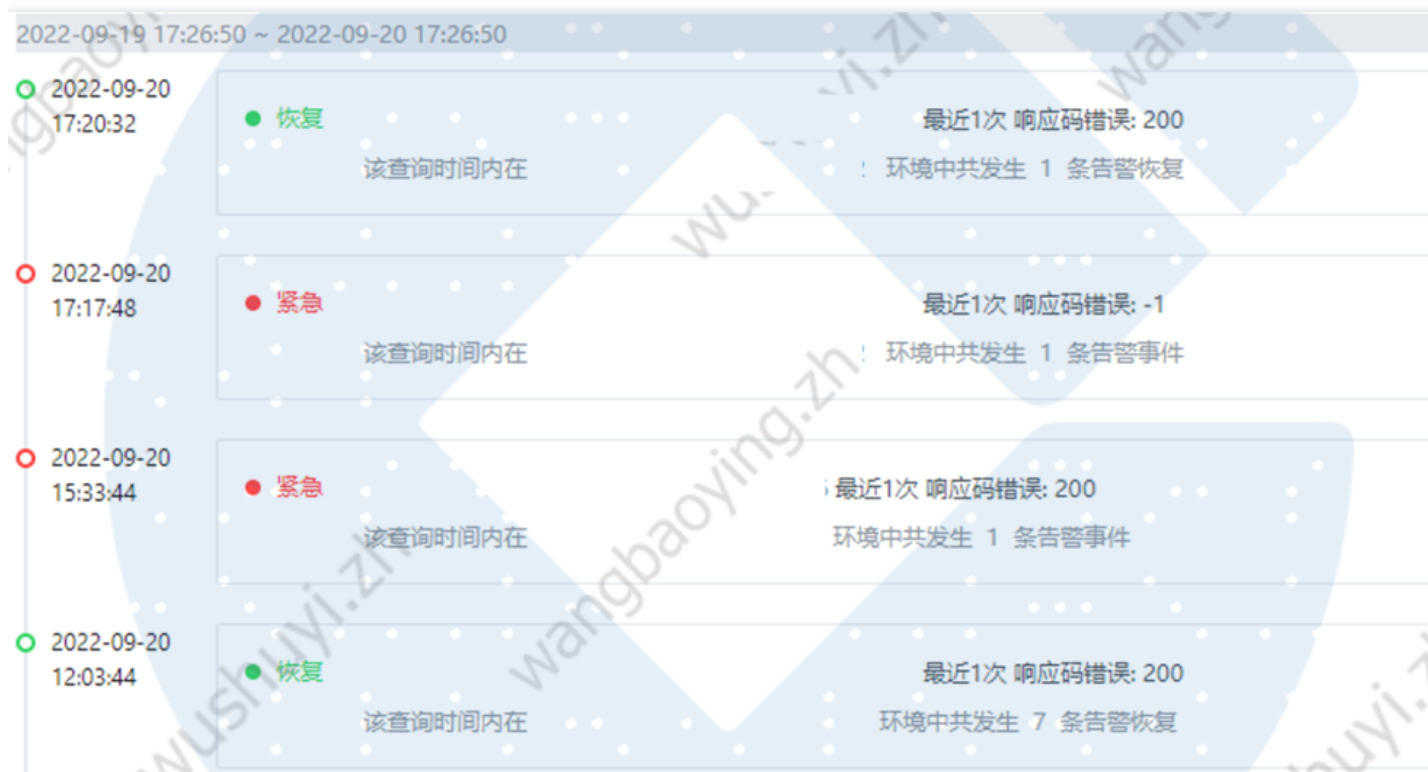 2022-09-19 17:26:50 ~ 2022-09-20 17:26:50
2022-09-20
17:20:32
恢复
最近1次 响应码错误: 200
该查询时间内在 环境中共发生 1 条告警恢复
2022-09-20
17:17:48
紧急
最近1次 响应码错误: -1
该查询时间内在 环境中共发生 1 条告警事件
2022-09-20
15:33:44
紧急
最近1次 响应码错误: 200
该查询时间内在 环境中共发生 1 条告警事件
2022-09-20
12:03:44
恢复
最近1次 响应码错误: 200
该查询时间内在 环境中共发生 7 条告警恢复
wangbaoying.zh
wushuyi.zh